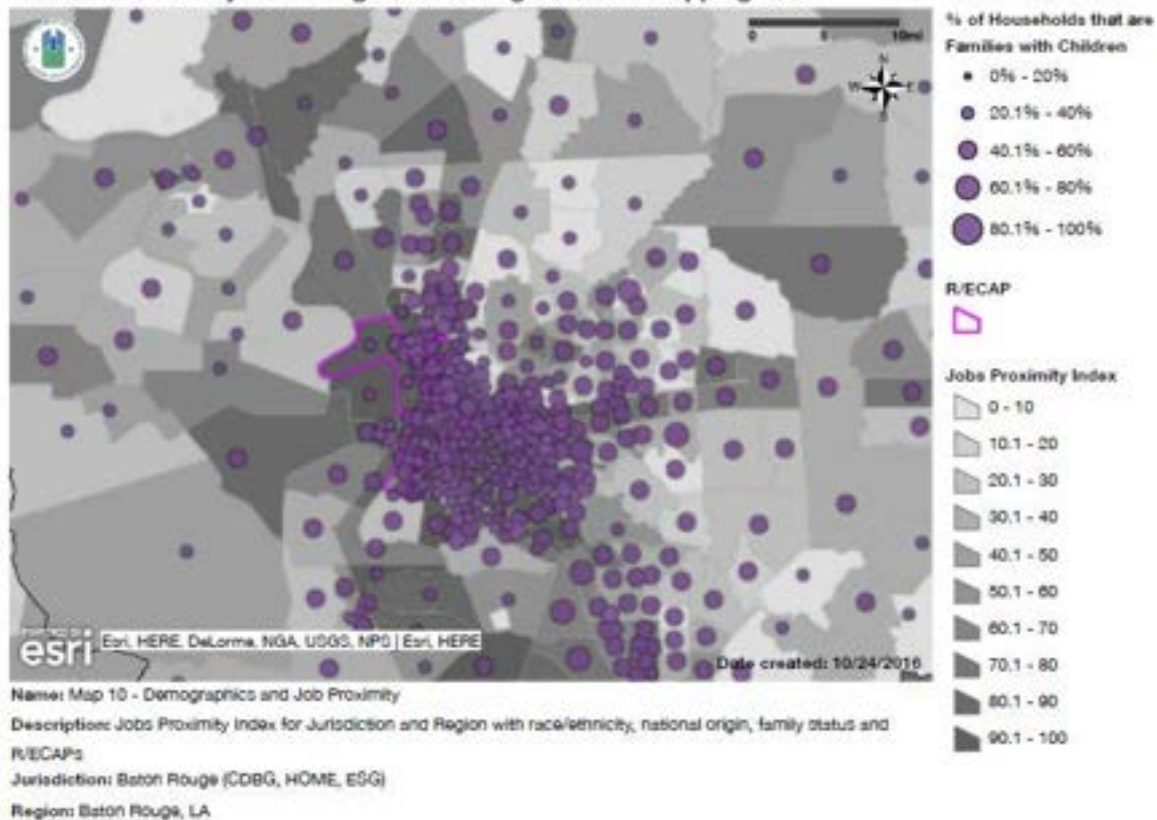 0 5 10mi
N
W E
S
% of Households that are
Families with Children
0% - 20%
20.1% - 40%
40.1% - 60%
60.1% - 80%
80.1% - 100%
R/ECAP
Jobs Proximity Index
0 - 10
10.1 - 20
20.1 - 30
30.1 - 40
40.1 - 50
50.1 - 60
60.1 - 70
70.1 - 80
80.1 - 90
90.1 - 100
esri
Esri, HERE, DeLorme, NGA, USGS, NPS | Esri, HERE
Date created: 10/24/2016
Name: Map 10 - Demographics and Job Proximity
Description: Jobs Proximity Index for Jurisdiction and Region with race/ethnicity, national origin, family status and
R/ECAPs
Jurisdiction: Baton Rouge (CDBG, HOME, ESG)
Region: Baton Rouge, LA